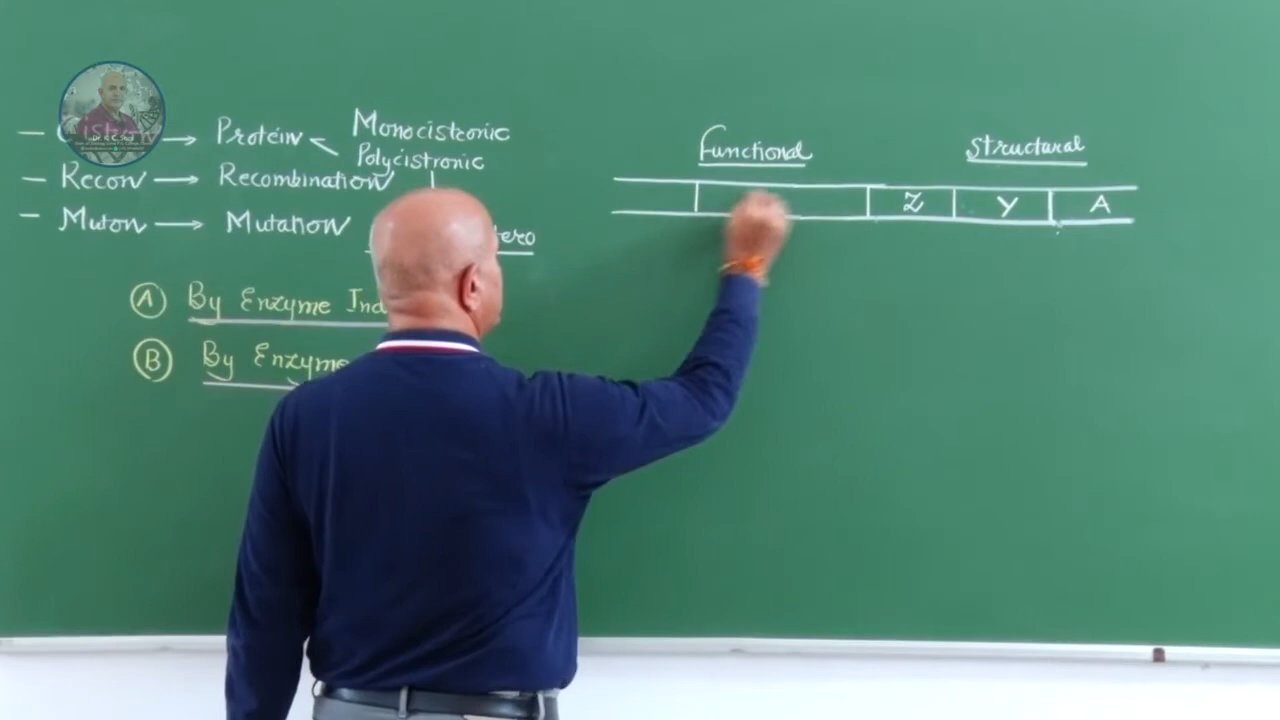 — → Protein < Monocistronic
Polycistronic
— Recon → Recombination
— Muton → Mutation
A By Enzyme
B By Enzyme
Functional
Structural
Z Y A